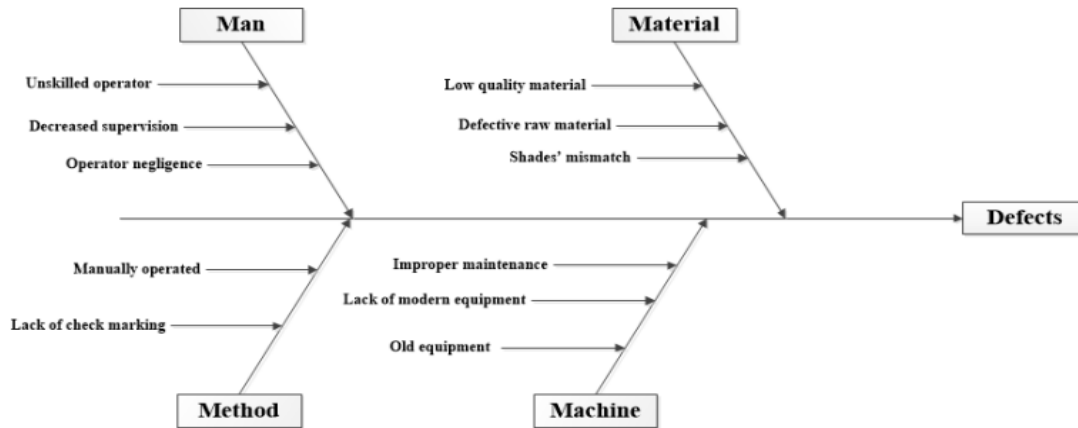 Man
Material
Unskilled operator
Low quality material
Decreased supervision
Defective raw material
Operator negligence
Shades' mismatch
Defects
Manually operated
Improper maintenance
Lack of modern equipment
Lack of check marking
Old equipment
Method
Machine